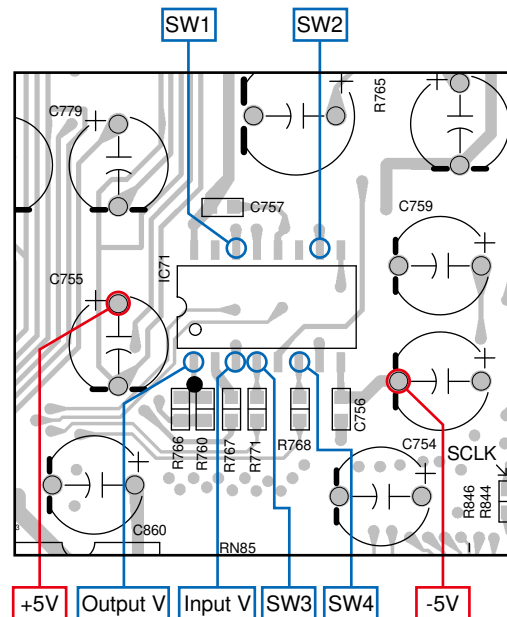 SW1 SW2
C779
R765
C757
C759
IC71
C755
R766
R760
R767
R771
R768
C756
C754
SCLK
R846
R844
C860
RN85
+5V Output V Input V SW3 SW4 -5V